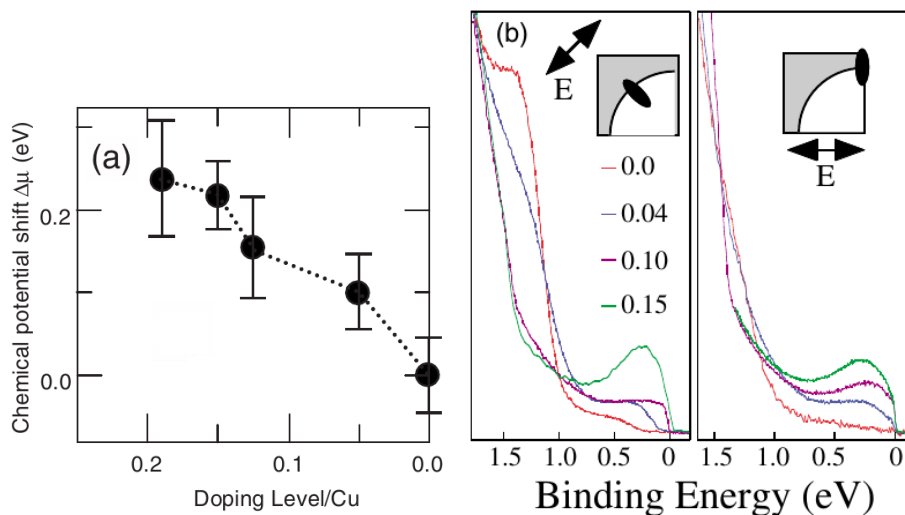 (a)
Chemical potential shift Δμ (eV)
0.2
0.0
0.2
0.1
0.0
Doping Level/Cu
(b)
E
0.0
0.04
0.10
0.15
E
1.5
1.0
0.5
0
1.5
1.0
0.5
0
Binding Energy (eV)